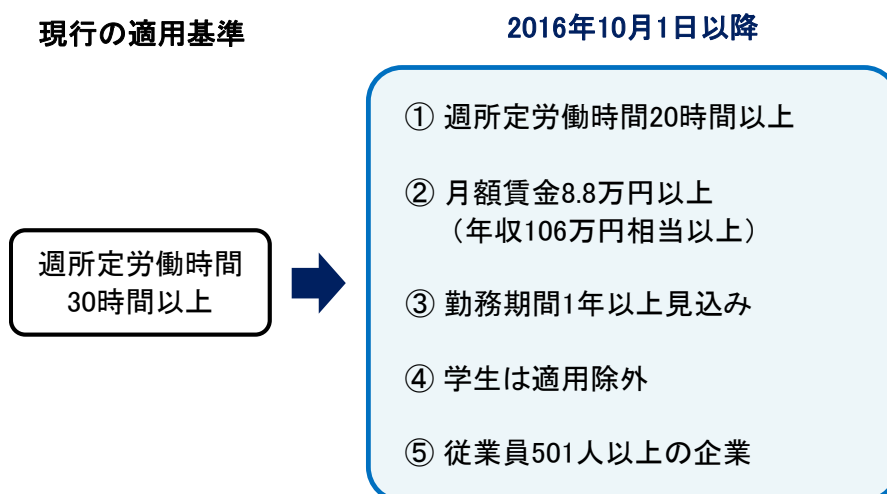 現行の適用基準
2016年10月1日以降
週所定労働時間
30時間以上
① 週所定労働時間20時間以上
② 月額賃金8.8万円以上
（年収106万円相当以上）
③ 勤務期間1年以上見込み
④ 学生は適用除外
⑤ 従業員501人以上の企業